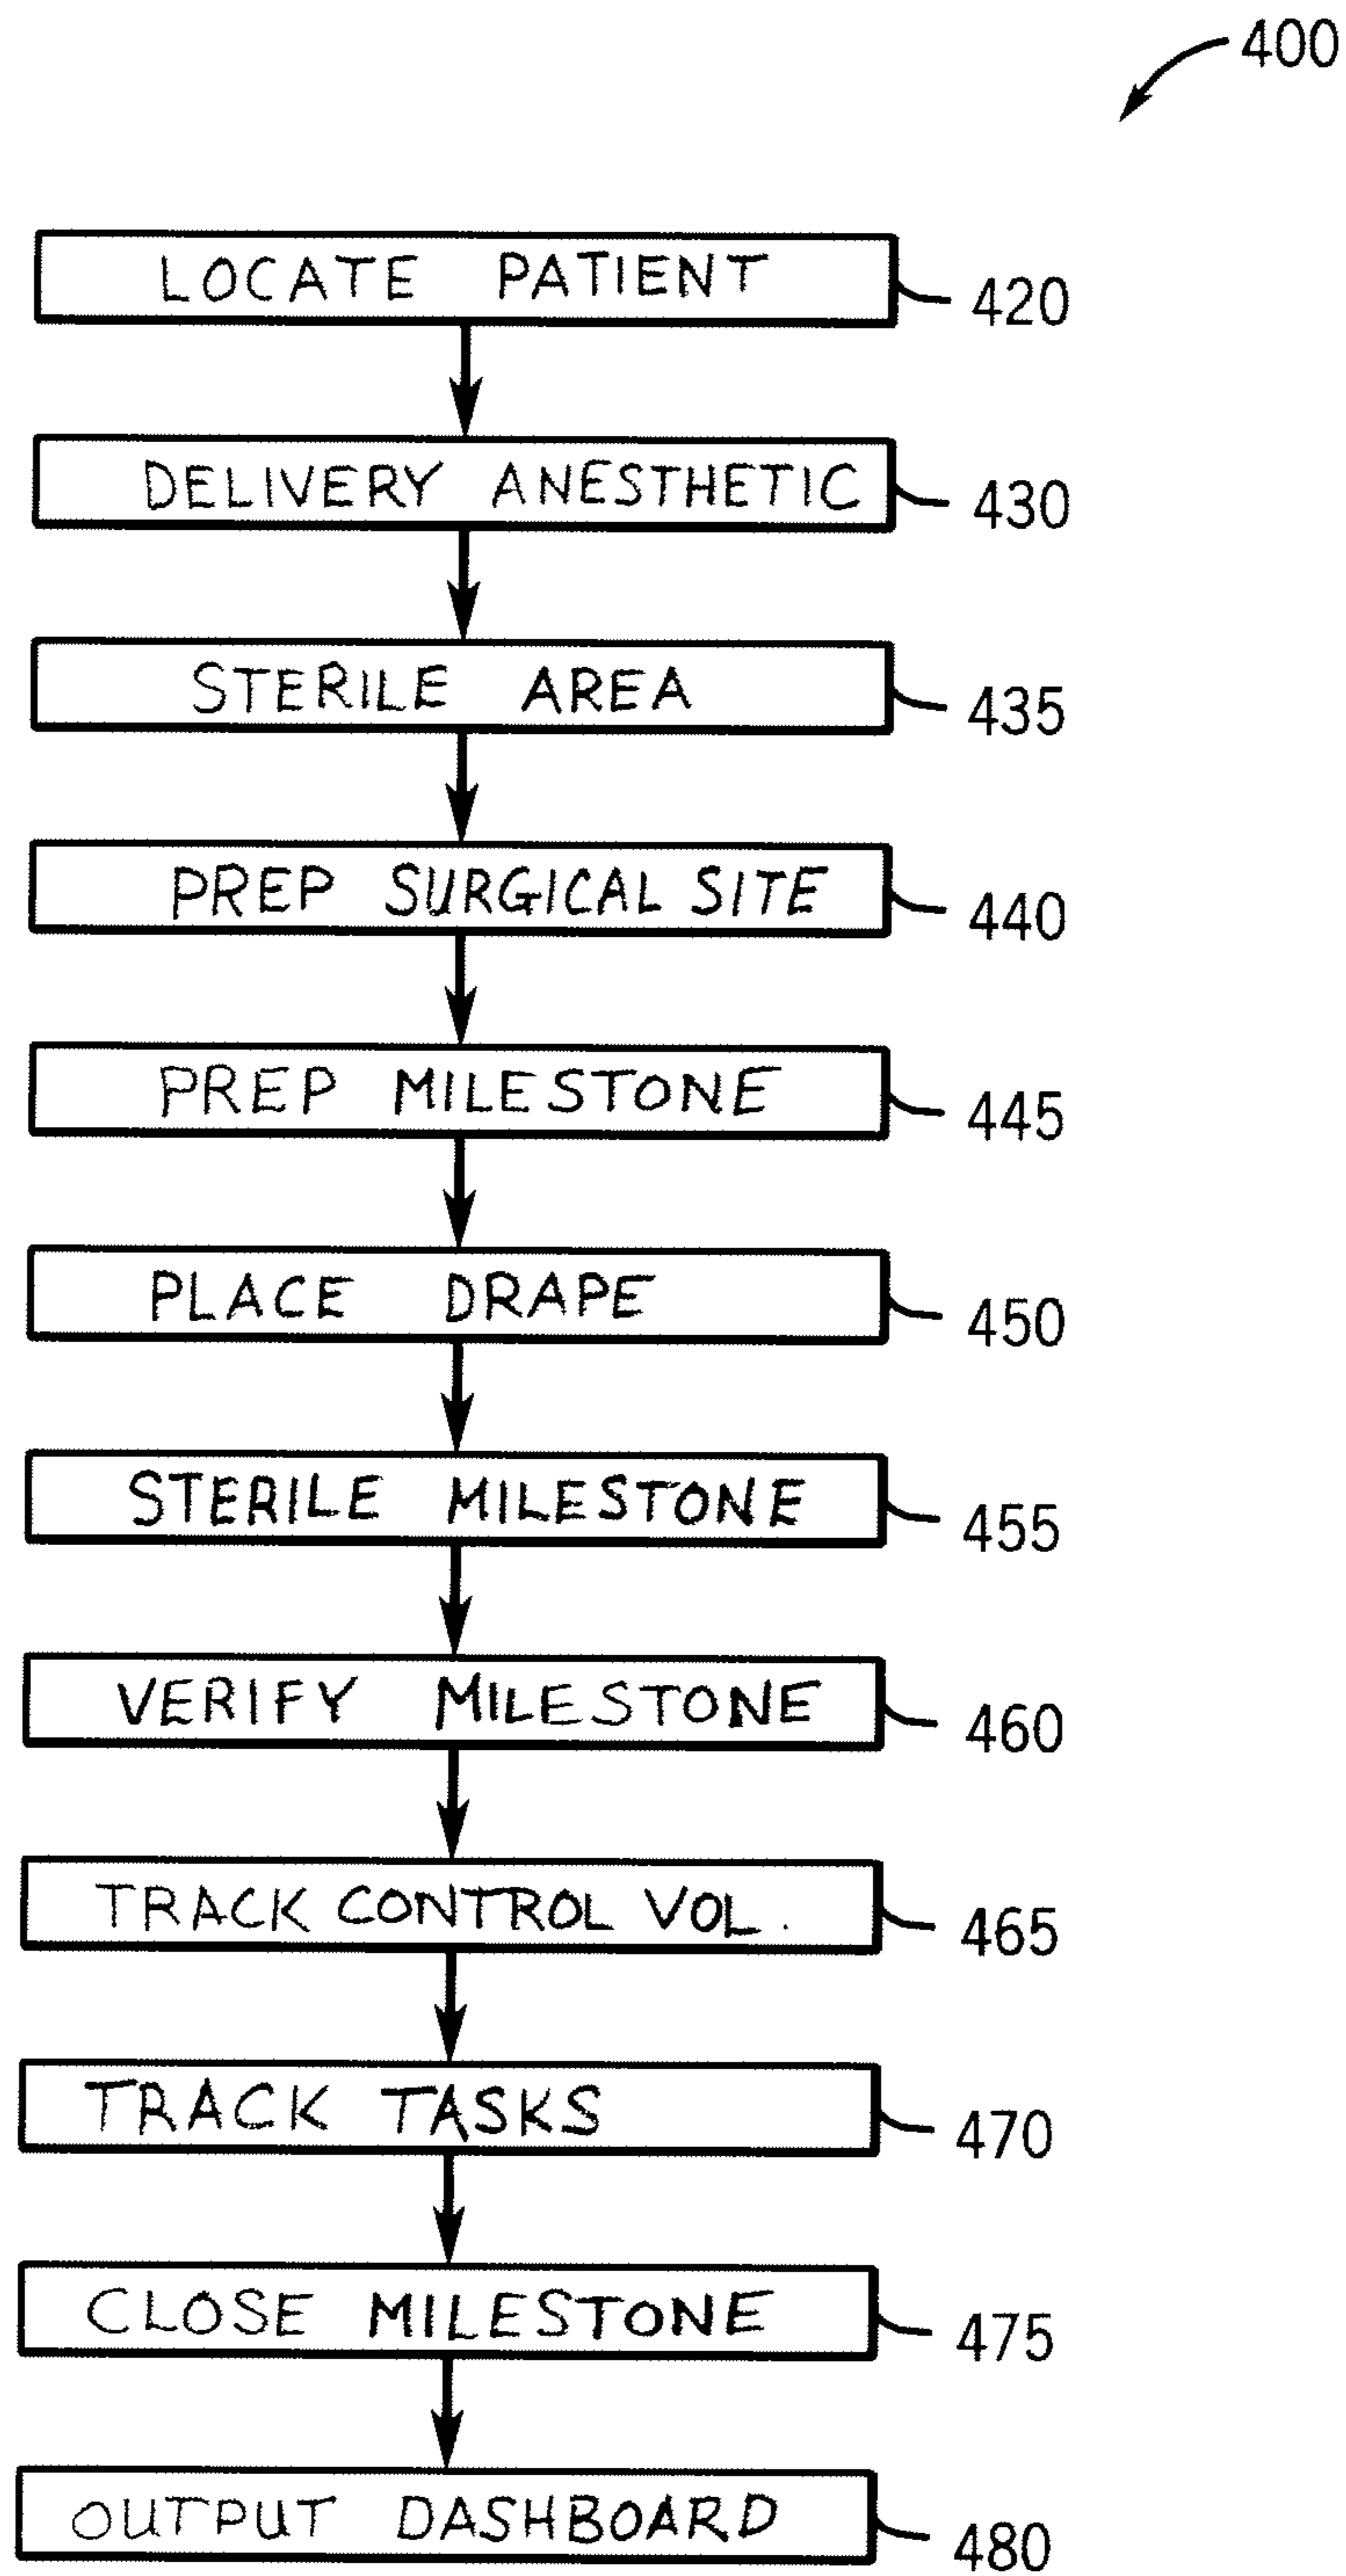 400
LOCATE PATIENT
420
DELIVERY ANESTHETIC
430
STERILE AREA
435
PREP SURGICAL SITE
440
PREP MILESTONE
445
PLACE DRAPE
450
STERILE MILESTONE
455
VERIFY MILESTONE
460
TRACK CONTROL VOL.
465
TRACK TASKS
470
CLOSE MILESTONE
475
OUTPUT DASHBOARD
480